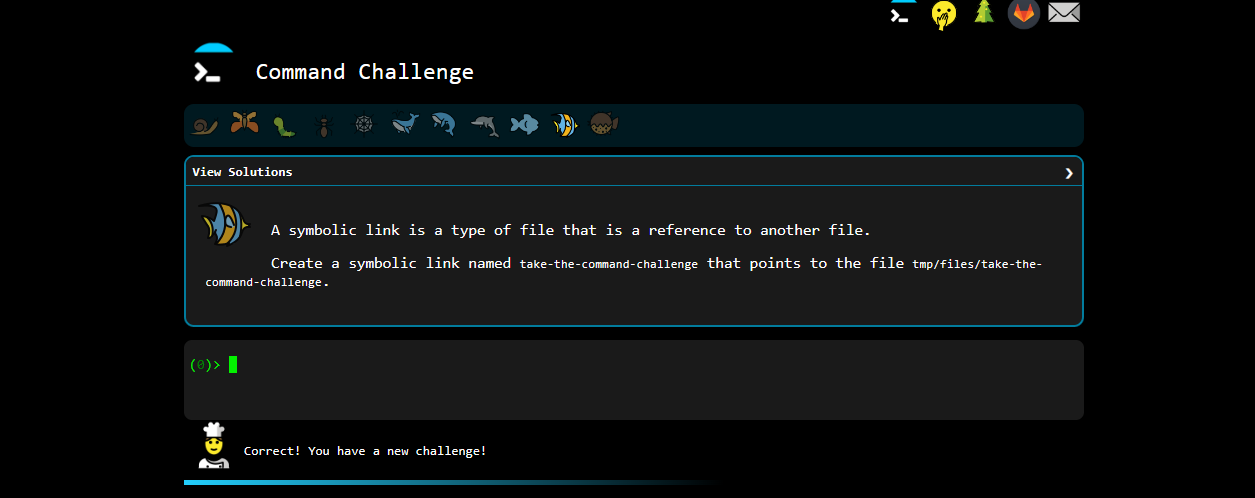 Command Challenge
View Solutions
A symbolic link is a type of file that is a reference to another file.
Create a symbolic link named take-the-command-challenge that points to the file tmp/files/take-the-
command-challenge.
(0)>
Correct! You have a new challenge!